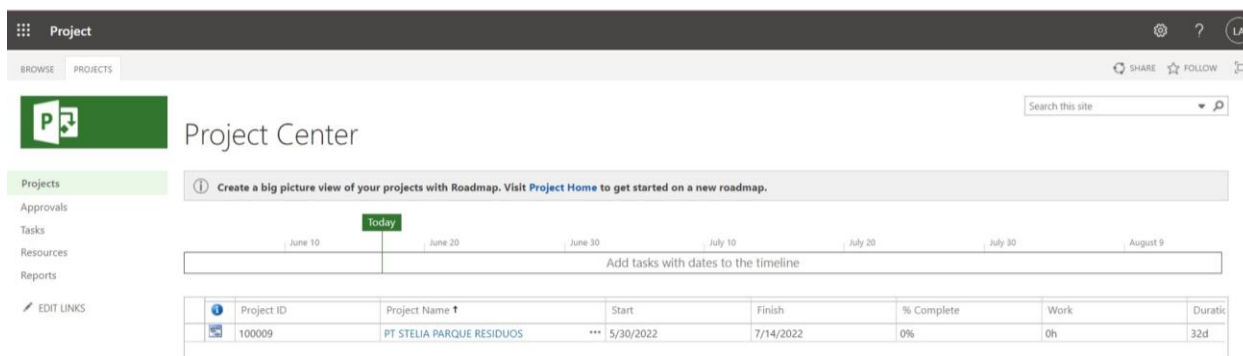 Project
LA
BROWSE PROJECTS
SHARE FOLLOW
P
Search this site
Project Center
Projects
Create a big picture view of your projects with Roadmap. Visit Project Home to get started on a new roadmap.
Approvals
Tasks
Resources
Reports
EDIT LINKS
Today
June 10 June 20 June 30 July 10 July 20 July 30 August 9
Add tasks with dates to the timeline
Project ID Project Name Start Finish % Complete Work Duratic
100009 PT STELIA PARQUE RESIDUOS ... 5/30/2022 7/14/2022 0% 0h 32d